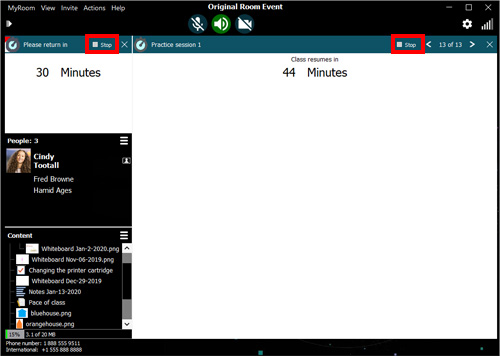 MyRoom View Invite Actions Help
Original Room Event
Please return in
Stop
30 Minutes
Practice session 1
Stop
13 of 13
Class resumes in
44 Minutes
People: 3
Cindy
Tootall
Fred Browne
Hamid Ages
Content
Whiteboard Jan-2-2020.png
Whiteboard Nov-06-2019.png
Changing the printer cartridge
Whiteboard Dec-29-2019
Notes Jan-13-2020
Pace of class
bluehouse.png
orangehouse.png
15% 3.1 of 20 MB
Phone number: 1 888 555 9511
International: +1 555 888 8888